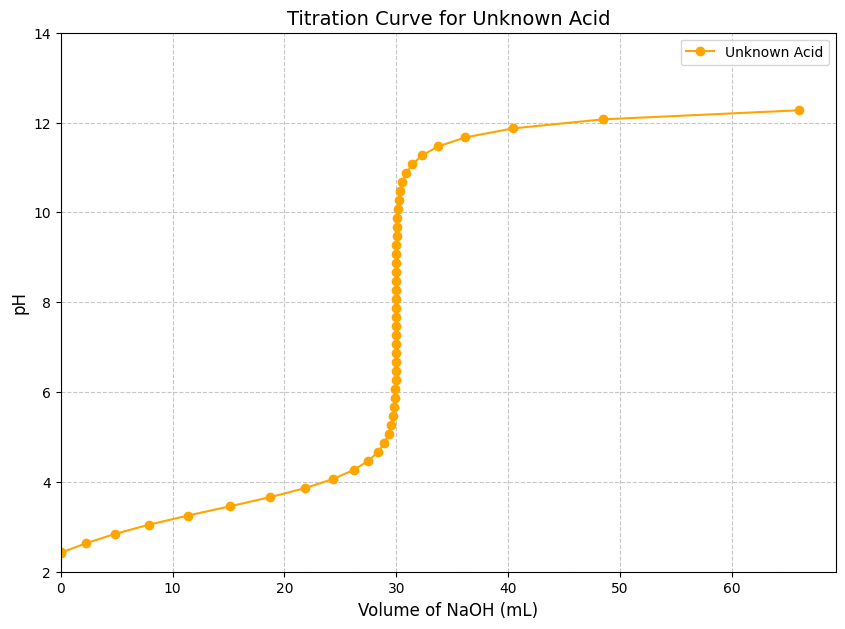 Titration Curve for Unknown Acid
Unknown Acid
pH
14
12
10
8
6
4
2
0 10 20 30 40 50 60
Volume of NaOH (mL)